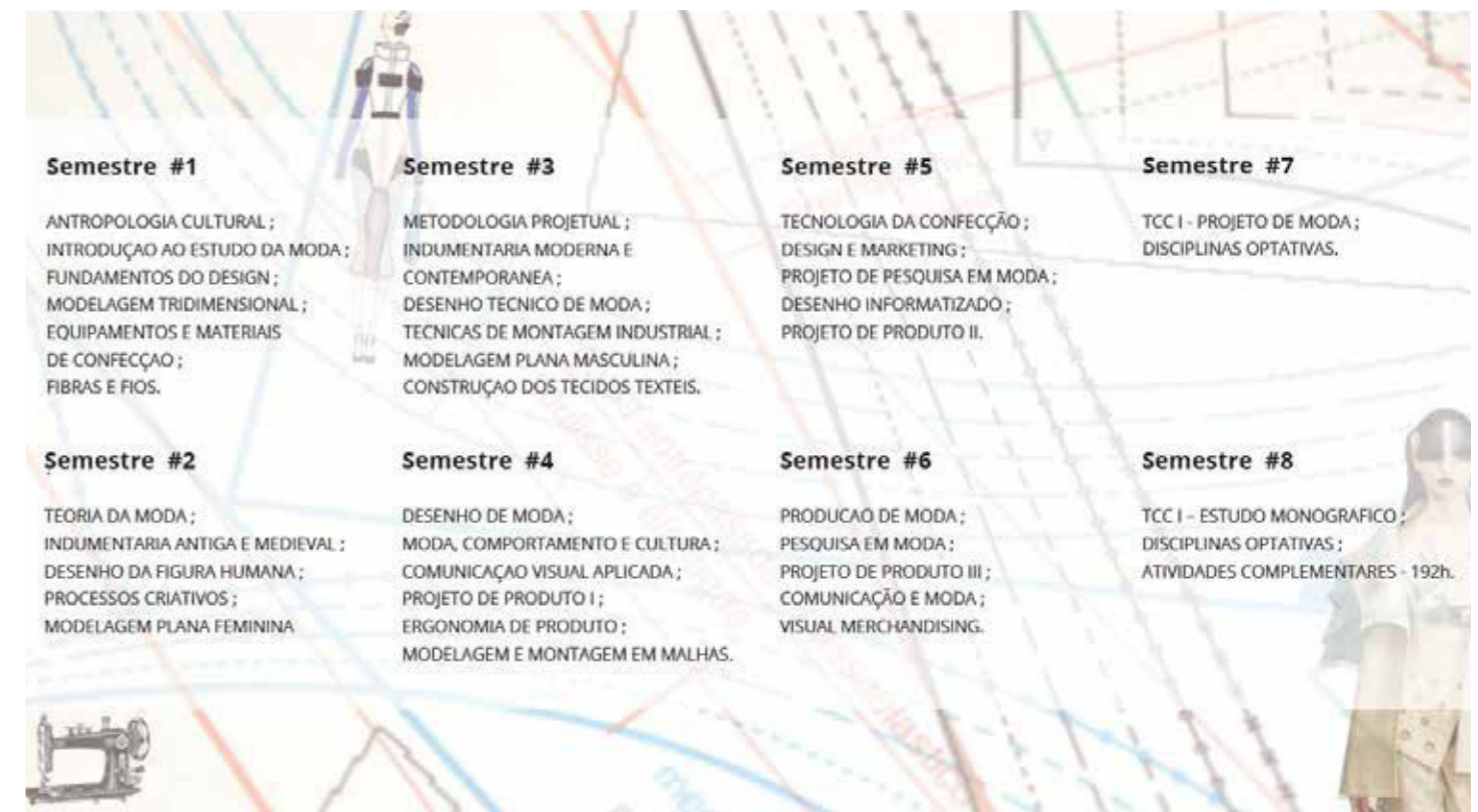 Semestre #1
ANTROPOLOGIA CULTURAL ;
INTRODUÇAO AO ESTUDO DA MODA ;
FUNDAMENTOS DO DESIGN ;
MODELAGEM TRIDIMENSIONAL ;
EQUIPAMENTOS E MATERIAIS
DE CONFECÇAO ;
FIBRAS E FIOS.
Semestre #2
TEORIA DA MODA ;
INDUMENTARIA ANTIGA E MEDIEVAL ;
DESENHO DA FIGURA HUMANA ;
PROCESSOS CRIATIVOS ;
MODELAGEM PLANA FEMININA
Semestre #3
METODOLOGIA PROJETUAL ;
INDUMENTARIA MODERNA E
CONTEMPORANEA ;
DESENHO TECNICO DE MODA ;
TECNICAS DE MONTAGEM INDUSTRIAL ;
MODELAGEM PLANA MASCULINA ;
CONSTRUÇAO DOS TECIDOS TEXTEIS.
Semestre #4
DESENHO DE MODA ;
MODA, COMPORTAMENTO E CULTURA ;
COMUNICAÇAO VISUAL APLICADA ;
PROJETO DE PRODUTO I ;
ERGONOMIA DE PRODUTO ;
MODELAGEM E MONTAGEM EM MALHAS.
Semestre #5
TECNOLOGIA DA CONFECÇÃO ;
DESIGN E MARKETING ;
PROJETO DE PESQUISA EM MODA ;
DESENHO INFORMATIZADO ;
PROJETO DE PRODUTO II.
Semestre #6
PRODUCAO DE MODA ;
PESQUISA EM MODA ;
PROJETO DE PRODUTO III ;
COMUNICAÇÃO E MODA ;
VISUAL MERCHANDISING.
Semestre #7
TCC I - PROJETO DE MODA ;
DISCIPLINAS OPTATIVAS.
Semestre #8
TCC I – ESTUDO MONOGRAFICO ;
DISCIPLINAS OPTATIVAS ;
ATIVIDADES COMPLEMENTARES - 192h.